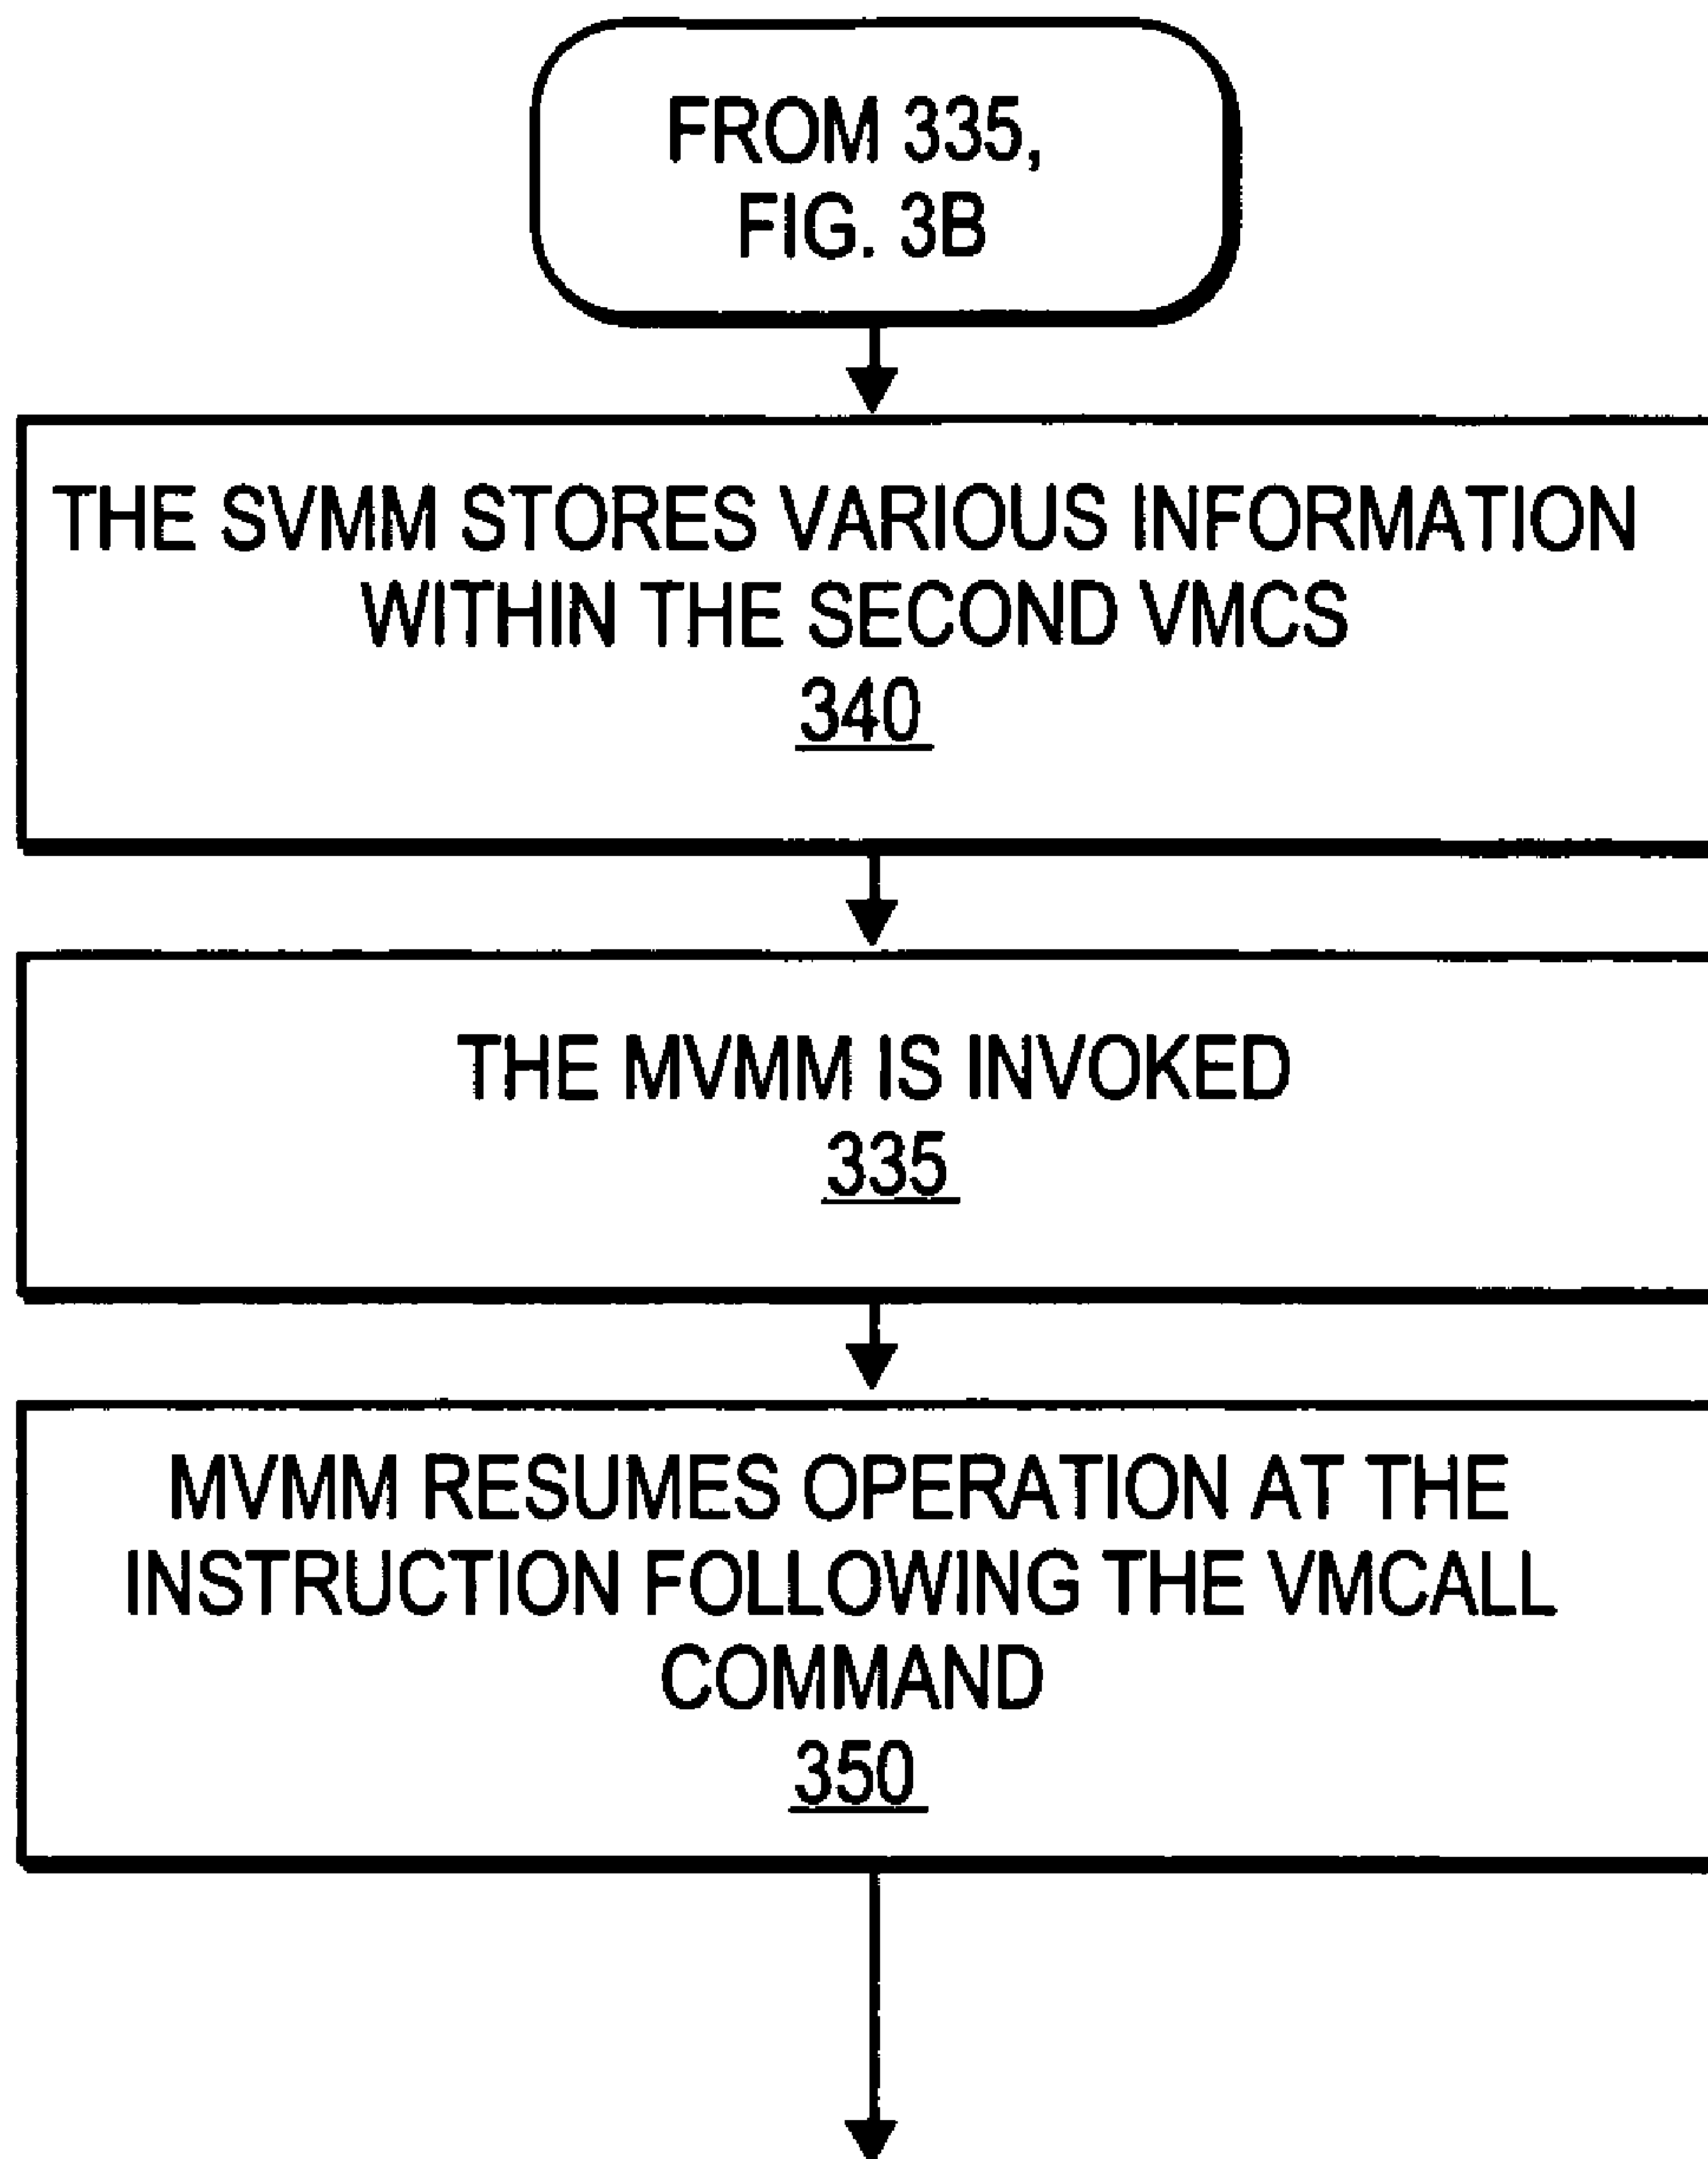 FROM 335,
FIG. 3B
THE SVMM STORES VARIOUS INFORMATION
WITHIN THE SECOND VMCS
340
THE MVMM IS INVOKED
335
MVMM RESUMES OPERATION AT THE
INSTRUCTION FOLLOWING THE VMCALL
COMMAND
350